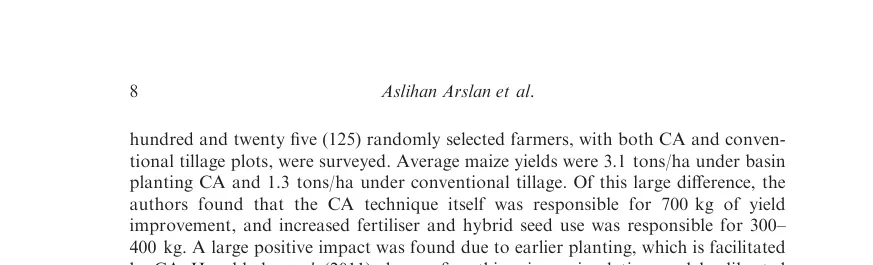 8 Aslihan Arslan et al.
hundred and twenty five (125) randomly selected farmers, with both CA and conven-
tional tillage plots, were surveyed. Average maize yields were 3.1 tons/ha under basin
planting CA and 1.3 tons/ha under conventional tillage. Of this large difference, the
authors found that the CA technique itself was responsible for 700 kg of yield
improvement, and increased fertiliser and hybrid seed use was responsible for 300–
400 kg. A large positive impact was found due to earlier planting, which is facilitated